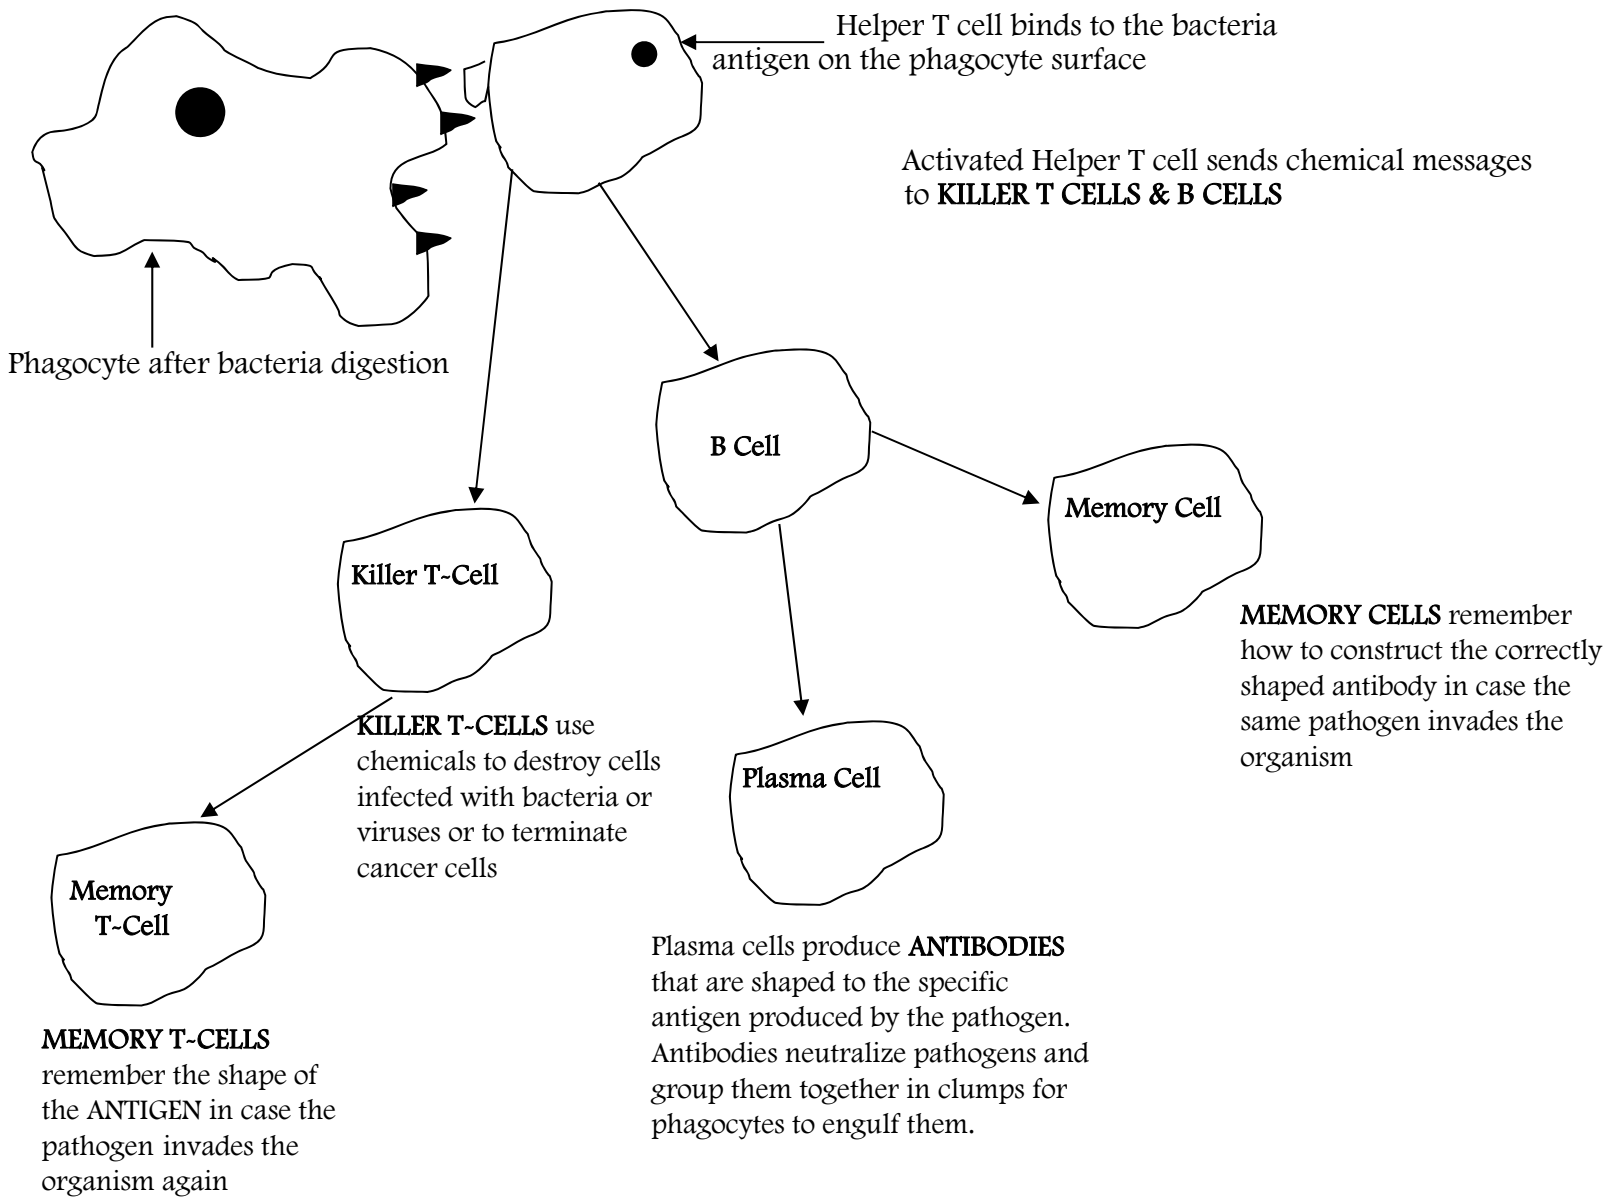 Helper T cell binds to the bacteria
antigen on the phagocyte surface
Activated Helper T cell sends chemical messages
to KILLER T CELLS & B CELLS
Phagocyte after bacteria digestion
B Cell
Memory Cell
Killer T-Cell
MEMORY CELLS remember
how to construct the correctly
shaped antibody in case the
same pathogen invades the
organism
KILLER T-CELLS use
chemicals to destroy cells
infected with bacteria or
viruses or to terminate
cancer cells
Plasma Cell
Memory
T-Cell
Plasma cells produce ANTIBODIES
that are shaped to the specific
antigen produced by the pathogen.
Antibodies neutralize pathogens and
group them together in clumps for
phagocytes to engulf them.
MEMORY T-CELLS
remember the shape of
the ANTIGEN in case the
pathogen invades the
organism again